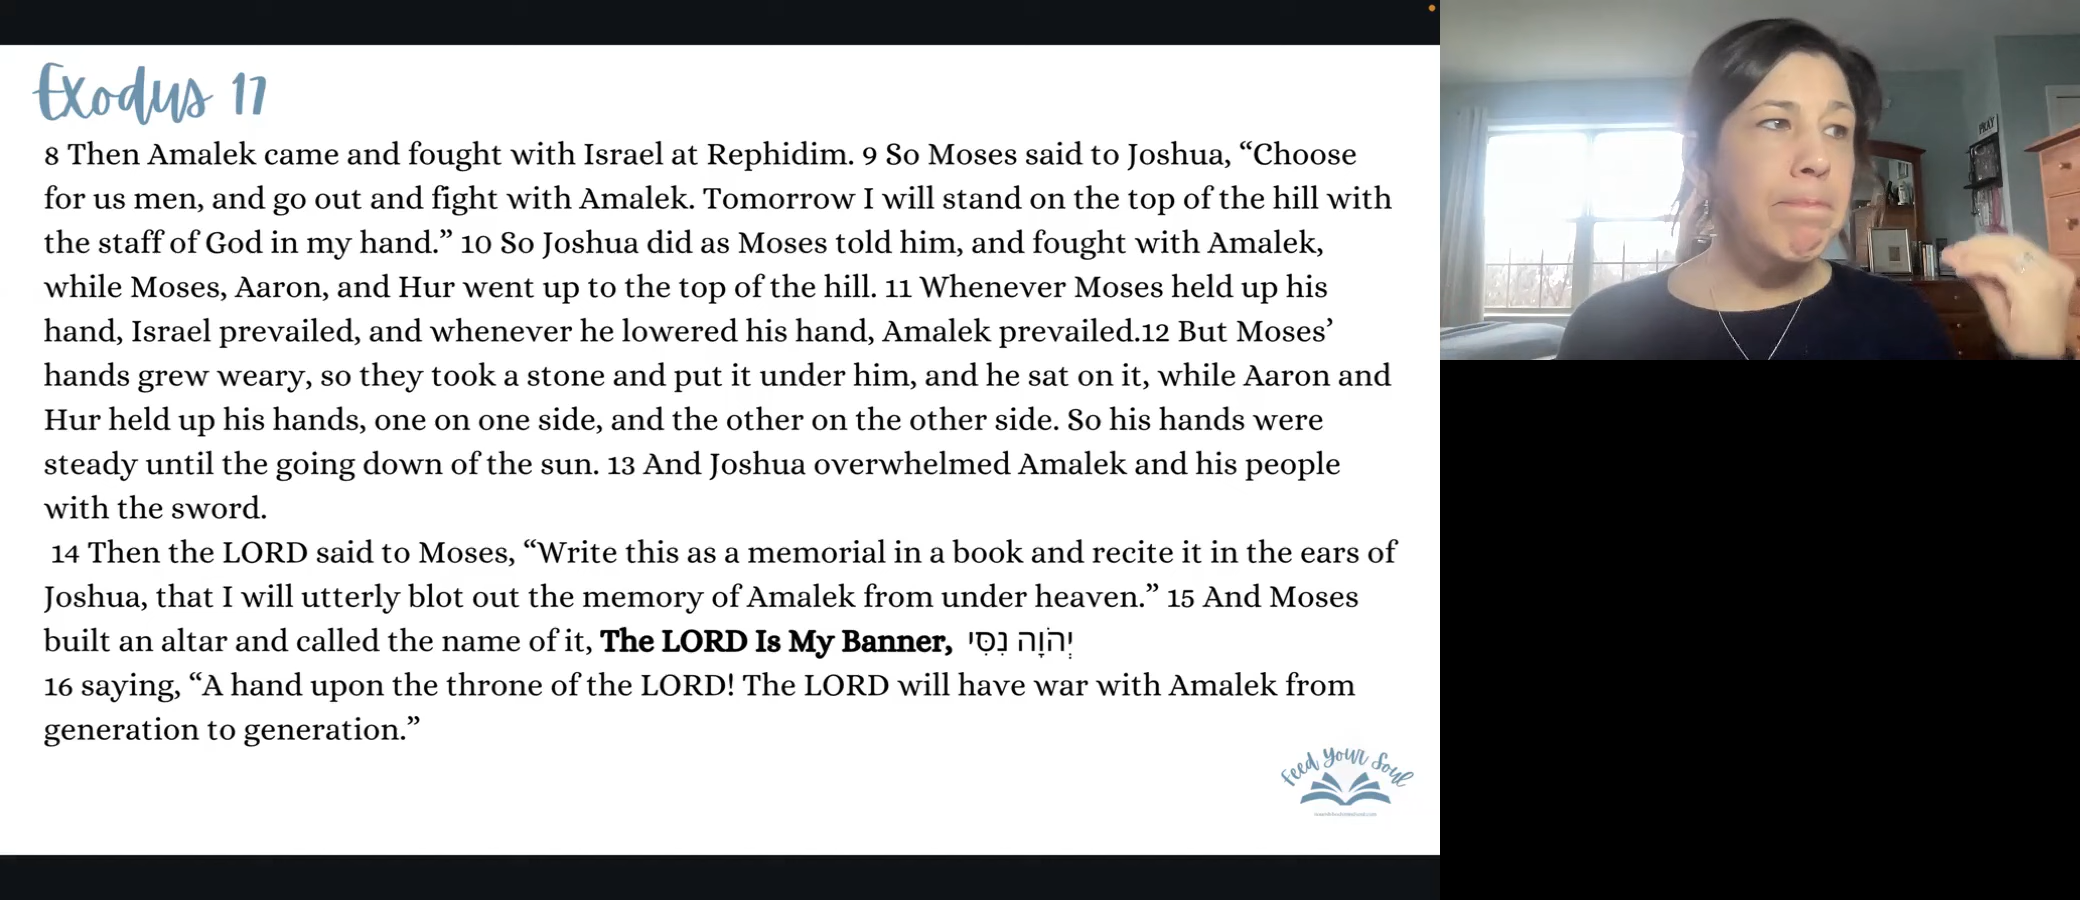 Exodus 17
8 Then Amalek came and fought with Israel at Rephidim. 9 So Moses said to Joshua, “Choose
for us men, and go out and fight with Amalek. Tomorrow I will stand on the top of the hill with
the staff of God in my hand.” 10 So Joshua did as Moses told him, and fought with Amalek,
while Moses, Aaron, and Hur went up to the top of the hill. 11 Whenever Moses held up his
hand, Israel prevailed, and whenever he lowered his hand, Amalek prevailed.12 But Moses’
hands grew weary, so they took a stone and put it under him, and he sat on it, while Aaron and
Hur held up his hands, one on one side, and the other on the other side. So his hands were
steady until the going down of the sun. 13 And Joshua overwhelmed Amalek and his people
with the sword.
14 Then the LORD said to Moses, “Write this as a memorial in a book and recite it in the ears of
Joshua, that I will utterly blot out the memory of Amalek from under heaven.” 15 And Moses
built an altar and called the name of it, The LORD Is My Banner, יְהֹוָה נִסִּי
16 saying, “A hand upon the throne of the LORD! The LORD will have war with Amalek from
generation to generation.”
Feed Your Soul
PRAY